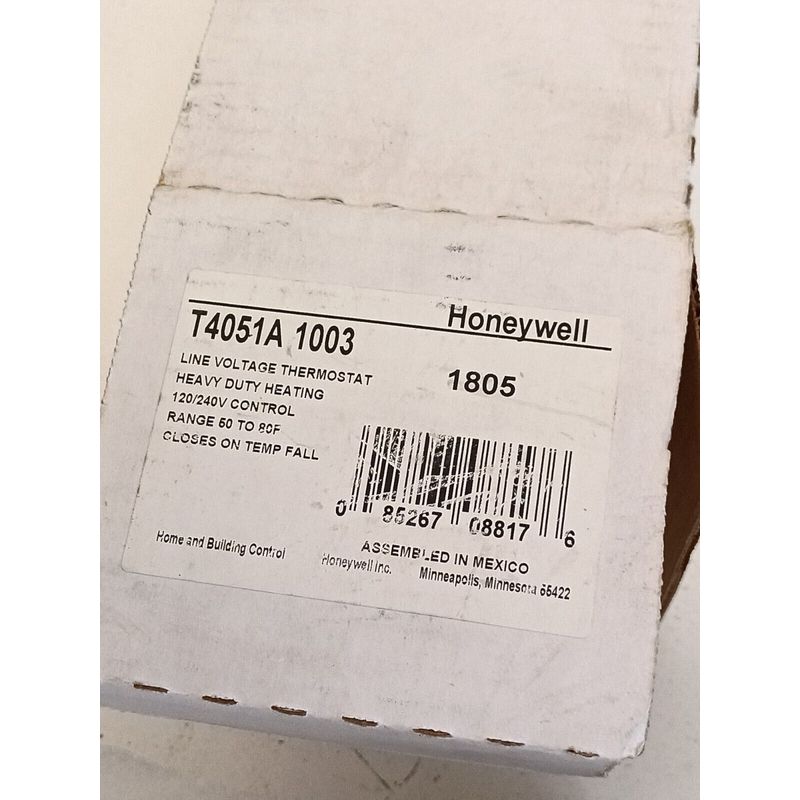 Honeywell
T4051A 1003
LINE VOLTAGE THERMOSTAT
HEAVY DUTY HEATING
120/240V CONTROL
RANGE 50 TO 80F
CLOSES ON TEMP FALL
1805
0 85267 08817 6
ASSEMBLED IN MEXICO
Home and Building Control
Honeywell Inc. Minneapolis, Minnesota 55422